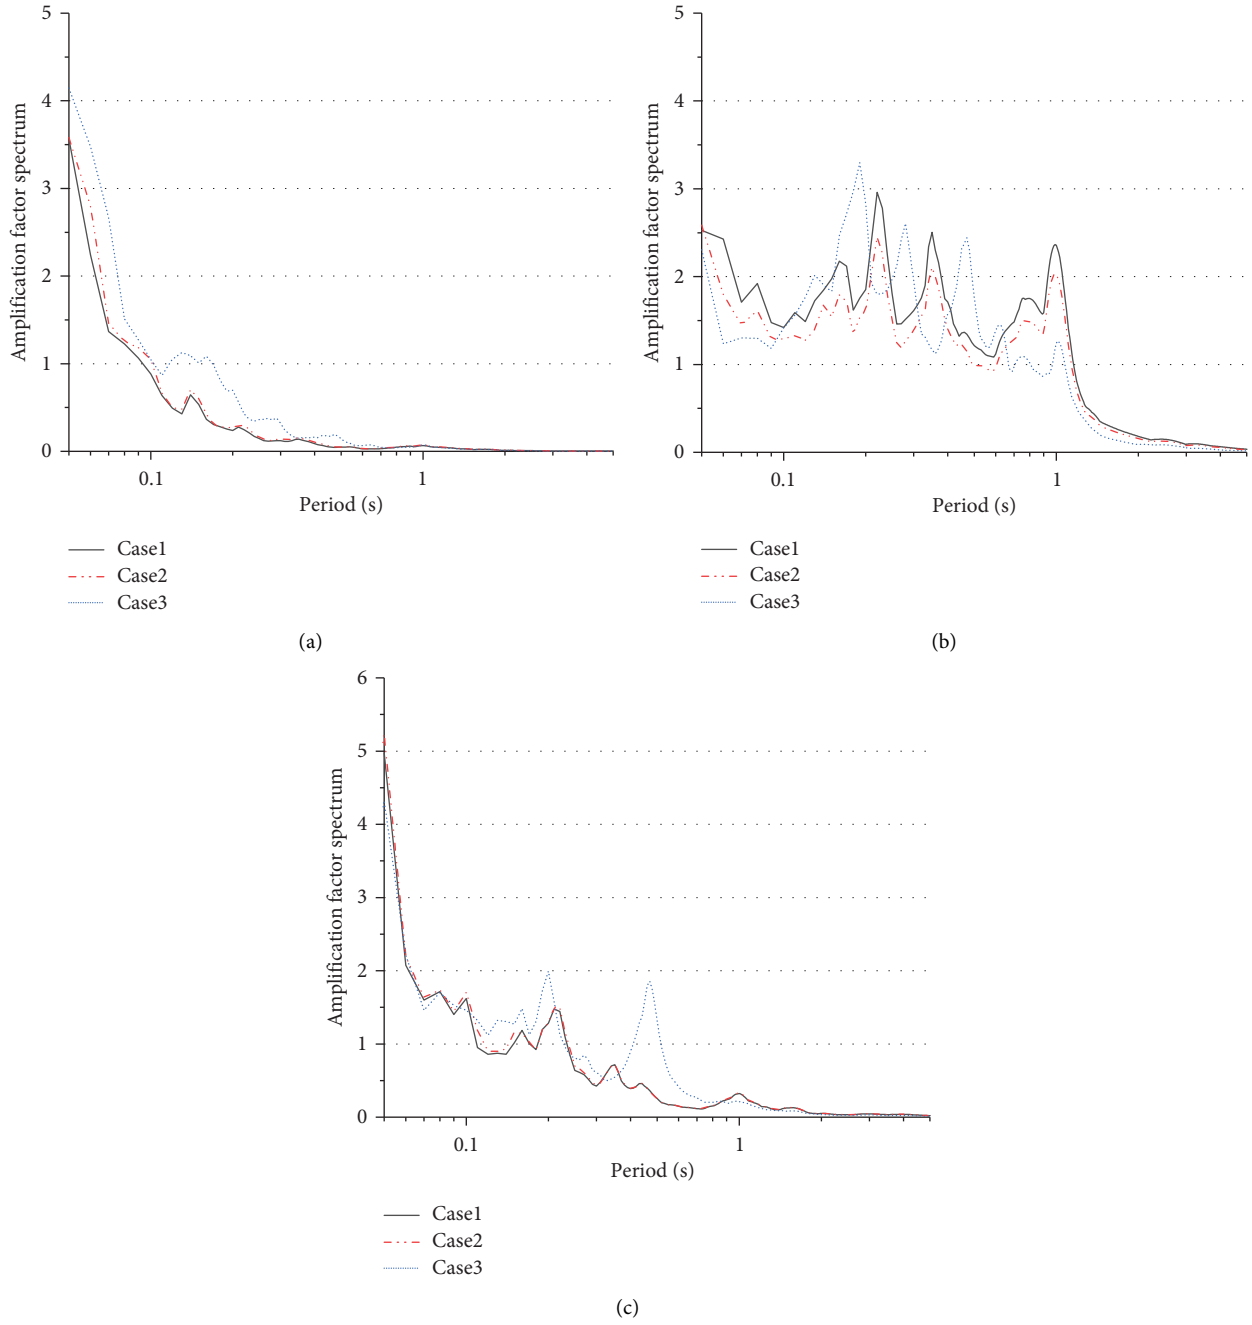 5
4
3
2
1
0
Amplification factor spectrum
0.1
1
Period (s)
Case1
Case2
Case3
(a)
5
4
3
2
1
0
Amplification factor spectrum
0.1
1
Period (s)
Case1
Case2
Case3
(b)
6
5
4
3
2
1
0
Amplification factor spectrum
0.1
1
Period (s)
Case1
Case2
Case3
(c)